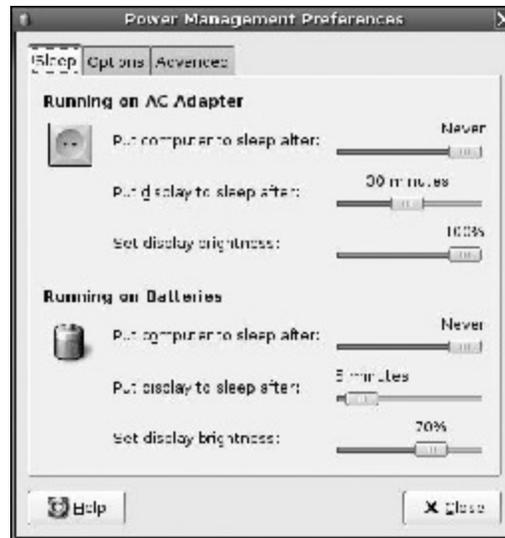 Power Management Preferences
Sleep Options Advanced
Running on AC Adapter
Never
Put computer to sleep after:
30 minutes
Put display to sleep after:
100%
Set display brightness:
Running on Batteries
Never
Put computer to sleep after:
5 minutes
Put display to sleep after:
70%
Set display brightness:
Help Close